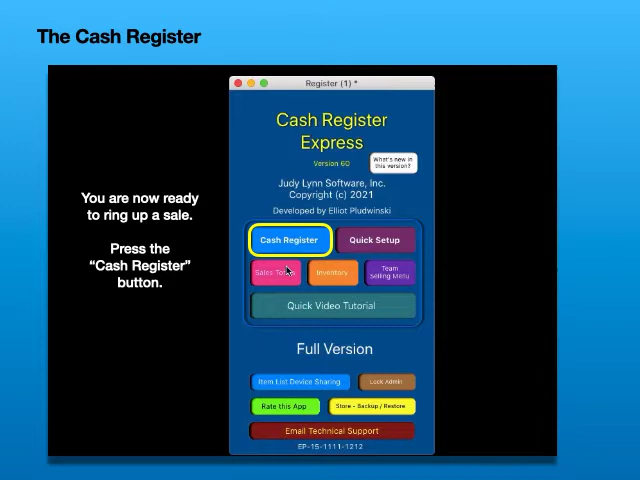 The Cash Register
Register (1) *
Cash Register
Express
Version 60
What's new in
this version?
Judy Lynn Software, Inc.
Copyright (c) 2021
Developed by Elliot Pludwinski
You are now ready
to ring up a sale.
Press the
“Cash Register”
button.
Cash Register
Quick Setup
Sales Totals
Inventory
Team
Selling Menu
Quick Video Tutorial
Full Version
Item List Device Sharing
Lock Admin
Rate this App
Store - Backup / Restore
Email Technical Support
EP-15-1111-1212